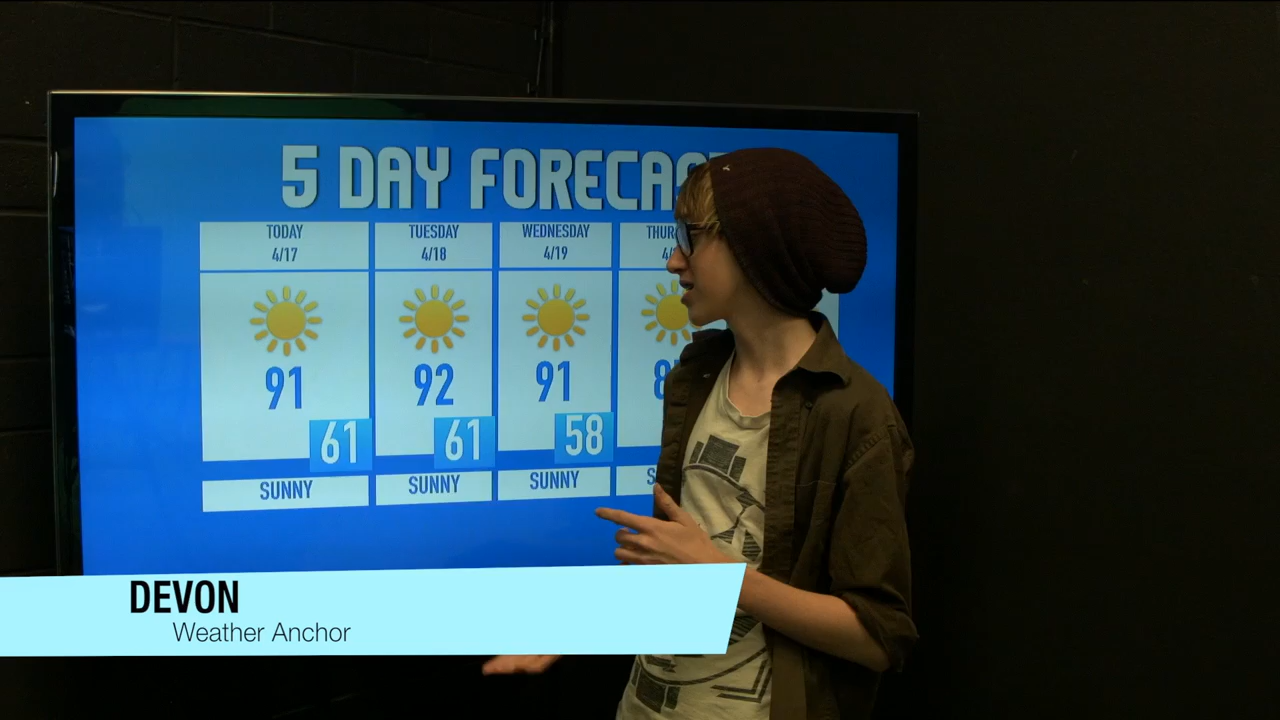 5 DAY FORECAST
TODAY
4/17
TUESDAY
4/18
WEDNESDAY
4/19
91
61
92
61
91
58
SUNNY
SUNNY
SUNNY
DEVON
Weather Anchor